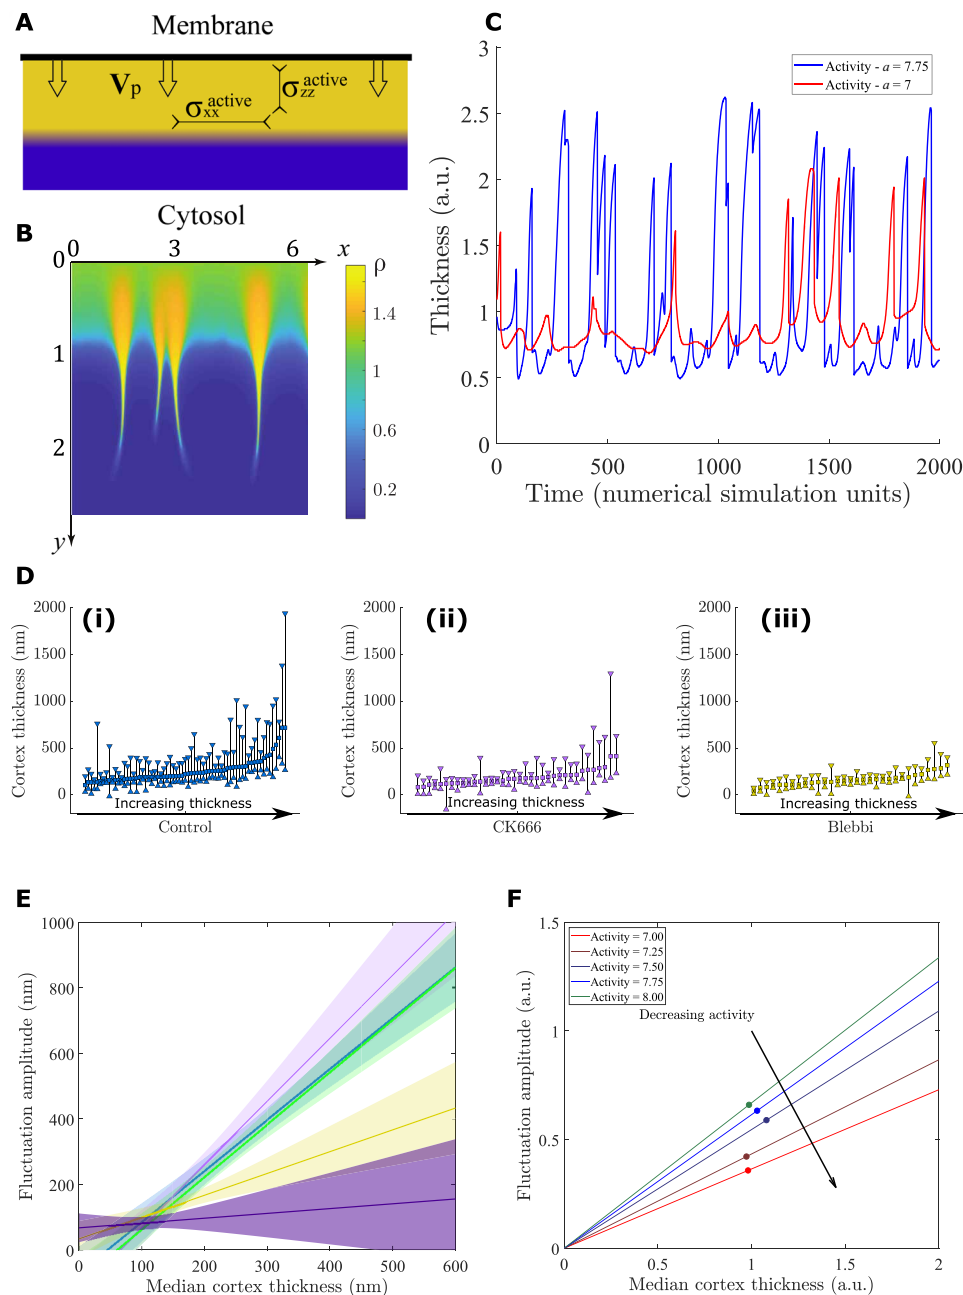 A
Membrane
Vp
σxx active
σzz active
Cytosol
B
0
3
6
x
0
1
2
y
ρ
1.4
1
0.6
0.2
C
3
2.5
2
1.5
1
0.5
0
Thickness (a.u.)
Activity - a = 7.75
Activity - a = 7
0
500
1000
1500
2000
Time (numerical simulation units)
D
(i)
2000
1500
1000
500
0
Cortex thickness (nm)
Increasing thickness
Control
(ii)
2000
1500
1000
500
0
Cortex thickness (nm)
Increasing thickness
CK666
(iii)
2000
1500
1000
500
0
Cortex thickness (nm)
Increasing thickness
Blebbi
E
1000
800
600
400
200
0
Fluctuation amplitude (nm)
0
100
200
300
400
500
600
Median cortex thickness (nm)
F
1.5
1
0.5
0
Fluctuation amplitude (a.u.)
Activity = 7.00
Activity = 7.25
Activity = 7.50
Activity = 7.75
Activity = 8.00
Decreasing activity
0
0.5
1
1.5
2
Median cortex thickness (a.u.)